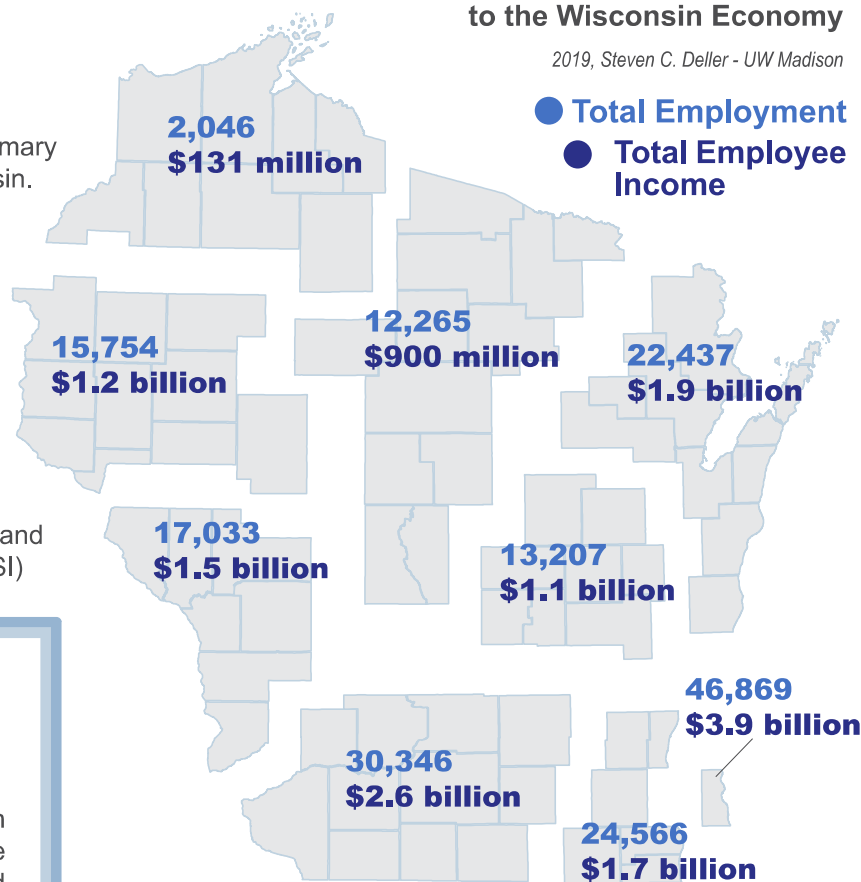 to the Wisconsin Economy
2019, Steven C. Deller - UW Madison
Total Employment
Total Employee
Income
2,046
$131 million
mary
sin.
12,265
$900 million
15,754
$1.2 billion
22,437
$1.9 billion
17,033
$1.5 billion
and
SI)
13,207
$1.1 billion
46,869
$3.9 billion
30,346
$2.6 billion
24,566
$1.7 billion